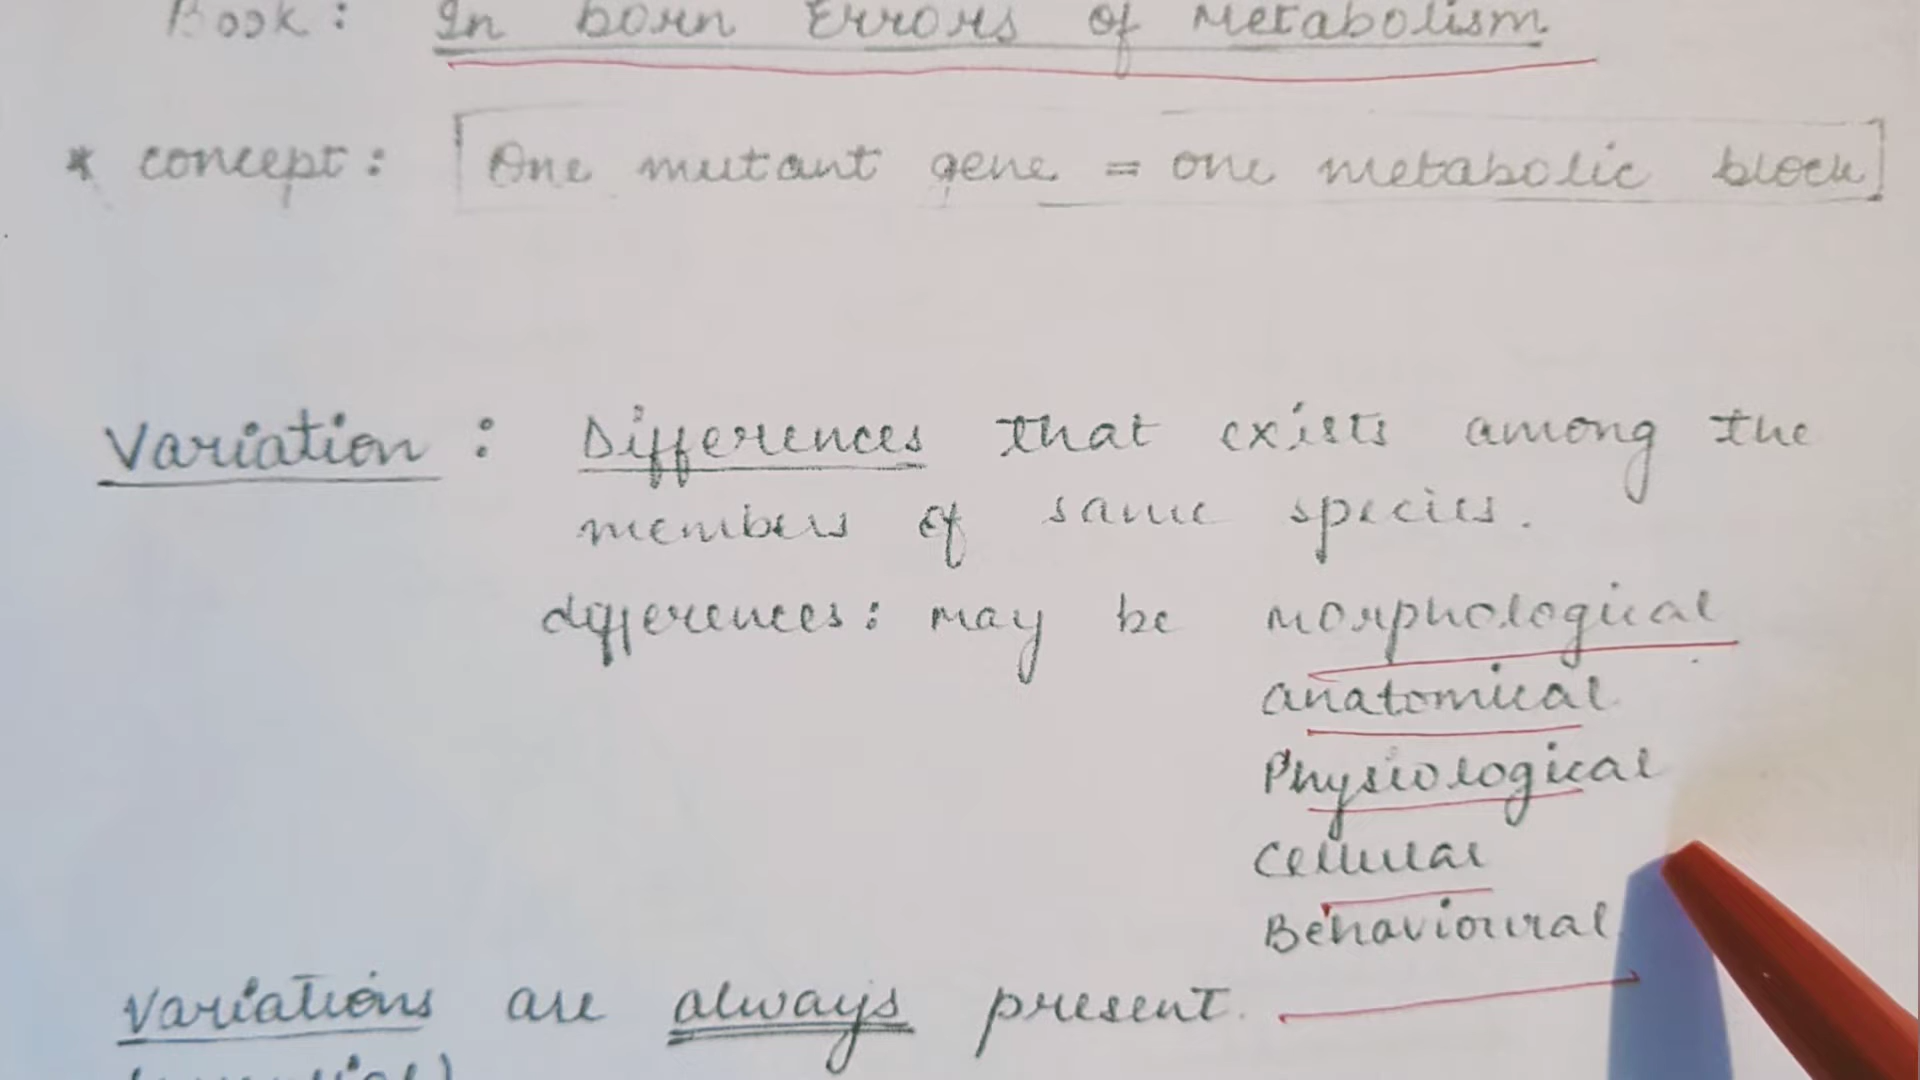 Book: In born Errors of Metabolism
* concept: One mutant gene = one metabolic block
Variation: Differences that exists among the
members of same species.
differences: may be morphological
anatomical
Physiological
Cellular
Behavioural
Variations are always present.